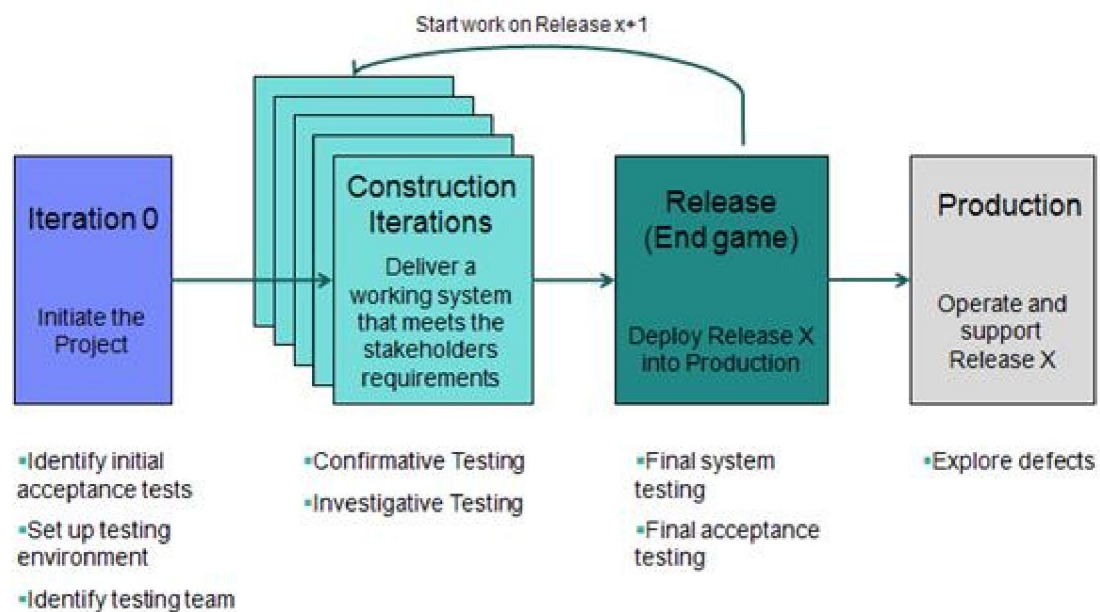 Start work on Release x+1
Iteration 0
Initiate the
Project
Construction
Iterations
Deliver a
working system
that meets the
stakeholders
requirements
Release
(End game)
Deploy Release X
into Production
Production
Operate and
support
Release X
▪Identify initial
acceptance tests
▪Set up testing
environment
▪Identify testing team
▪Confirmative Testing
▪Investigative Testing
▪Final system
testing
▪Final acceptance
testing
▪Explore defects